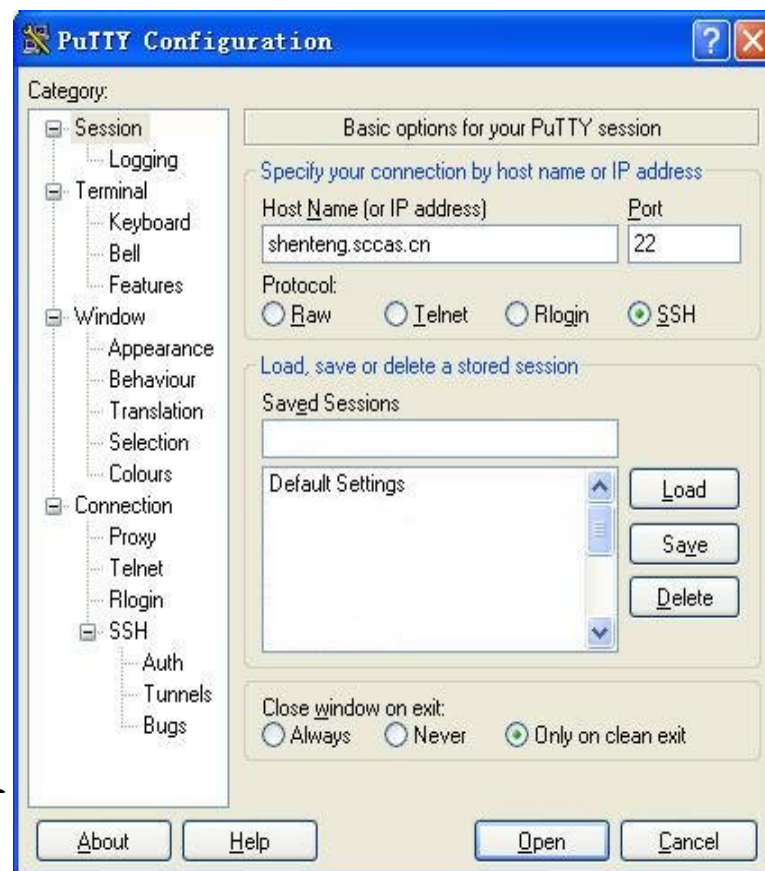 PuTTY Configuration
Category:
Session
Logging
Terminal
Keyboard
Bell
Features
Window
Appearance
Behaviour
Translation
Selection
Colours
Connection
Proxy
Telnet
Rlogin
SSH
Auth
Tunnels
Bugs
Basic options for your PuTTY session
Specify your connection by host name or IP address
Host Name (or IP address) Port
shenteng.sccas.cn 22
Protocol:
Raw Telnet Rlogin SSH
Load, save or delete a stored session
Saved Sessions
Default Settings
Load
Save
Delete
Close window on exit:
Always Never Only on clean exit
About Help Open Cancel